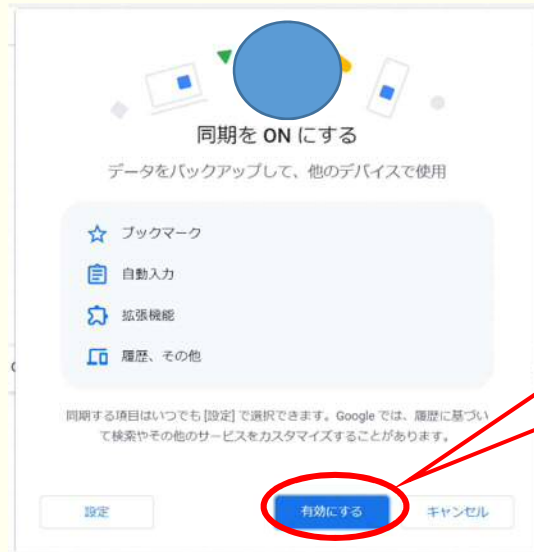 同期を ON にする
データをバックアップして、他のデバイスで使用
ブックマーク
自動入力
拡張機能
履歴、その他
同期する項目はいつでも [設定] で選択できます。Google では、履歴に基づい
て検索やその他のサービスをカスタマイズすることがあります。
設定
有効にする
キャンセル